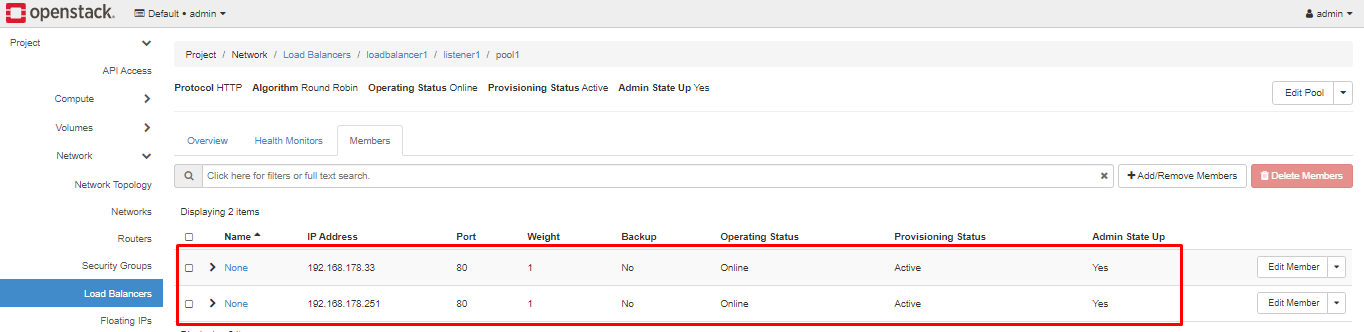 openstack. Default • admin admin
Project
API Access
Compute
Volumes
Network
Network Topology
Networks
Routers
Security Groups
Load Balancers
Floating IPs
Project / Network / Load Balancers / loadbalancer1 / listener1 / pool1
Protocol HTTP Algorithm Round Robin Operating Status Online Provisioning Status Active Admin State Up Yes
Edit Pool
Overview Health Monitors Members
Click here for filters or full text search. Add/Remove Members Delete Members
Displaying 2 items
Name IP Address Port Weight Backup Operating Status Provisioning Status Admin State Up
None 192.168.178.33 80 1 No Online Active Yes Edit Member
None 192.168.178.251 80 1 No Online Active Yes Edit Member